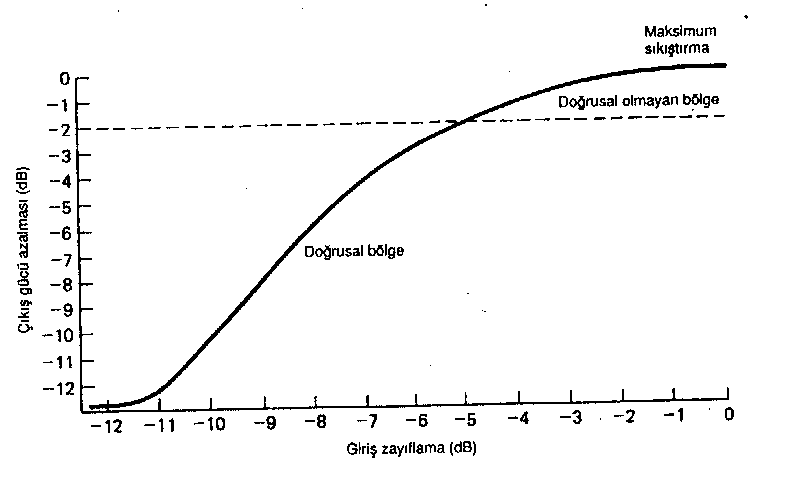 Maksimum
sıkıştırma
Doğrusal olmayan bölge
Doğrusal bölge
Çıkış gücü azalması (dB)
0
−1
−2
−3
−4
−5
−6
−7
−8
−9
−10
−11
−12
−12 −11 −10 −9 −8 −7 −6 −5 −4 −3 −2 −1 0
Giriş zayıflama (dB)